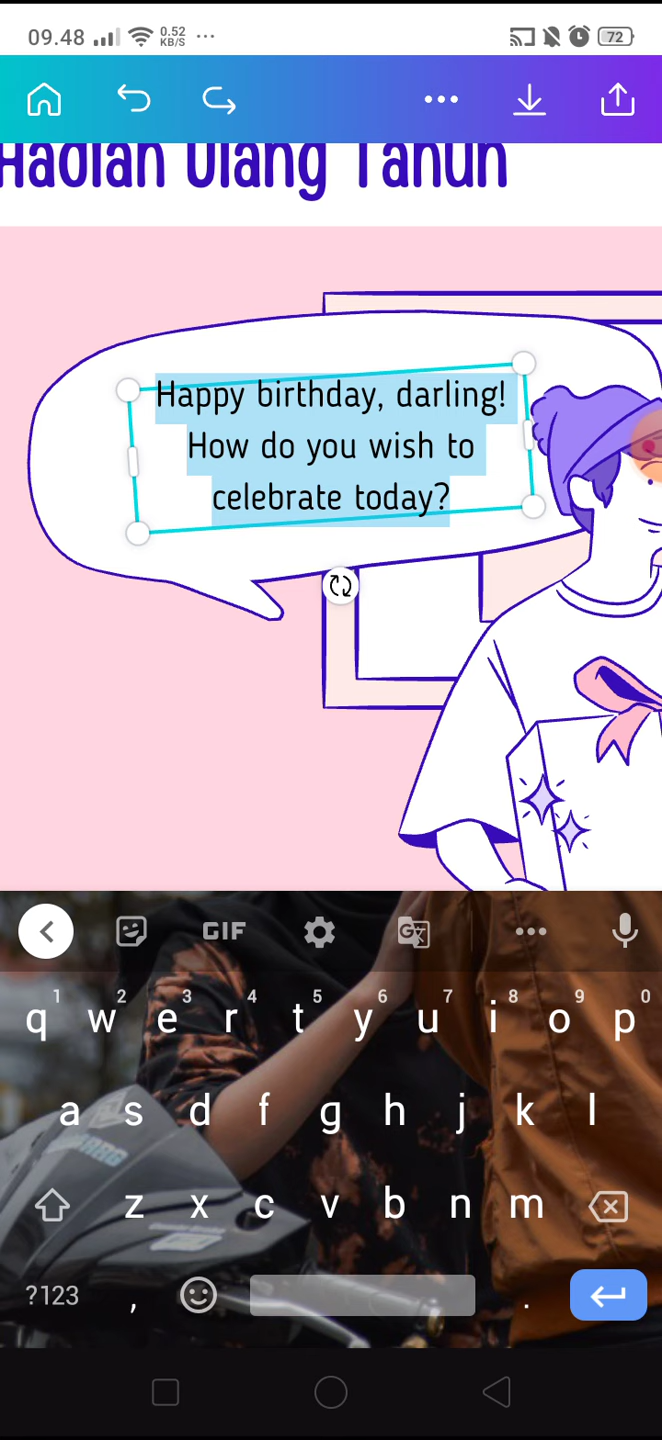 09.48 0.52 KB/S ... 72
Hadiah Ulang Tahun
Happy birthday, darling!
How do you wish to
celebrate today?
GIF
1 2 3 4 5 6 7 8 9 0
q w e r t y u i o p
a s d f g h j k l
z x c v b n m
?123 , .